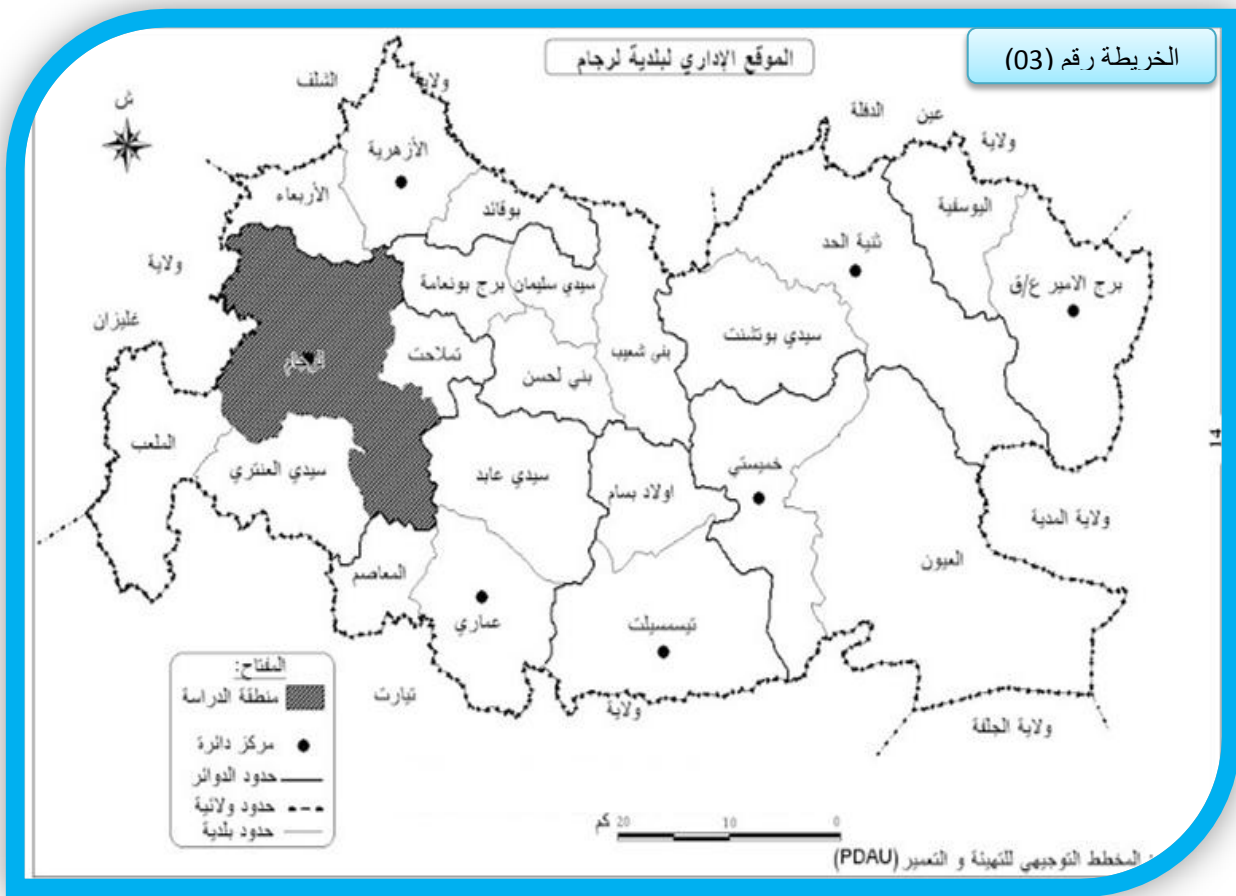 الخريطة رقم (03)
الموقع الإداري لبلدية لرجام
ش
ولاية
الشلف
ولاية
عين
الدفلة
الأزهرية
الأربعاء
بوقائد
اليوسفية
ثنية الحد
برج الامير ع/ق
ولاية
غليزان
برج بونعامة
سيدي سليمان
بني شعيب
سيدي بوتشنت
لرجام
تملاحت
بني لحسن
الملعب
سيدي العنتري
سيدي عابد
اولاد بسام
خميستي
ولاية المدية
العيون
14
المعاصم
عماري
تيسمسيلت
تيارت
ولاية
ولاية الجلفة
المفتاح:
منطقة الدراسة
مركز دائرة
حدود الدوائر
حدود ولائية
حدود بلدية
كم 20 10 0
: المخطط التوجيهي للتهيئة و التعمير (PDAU)